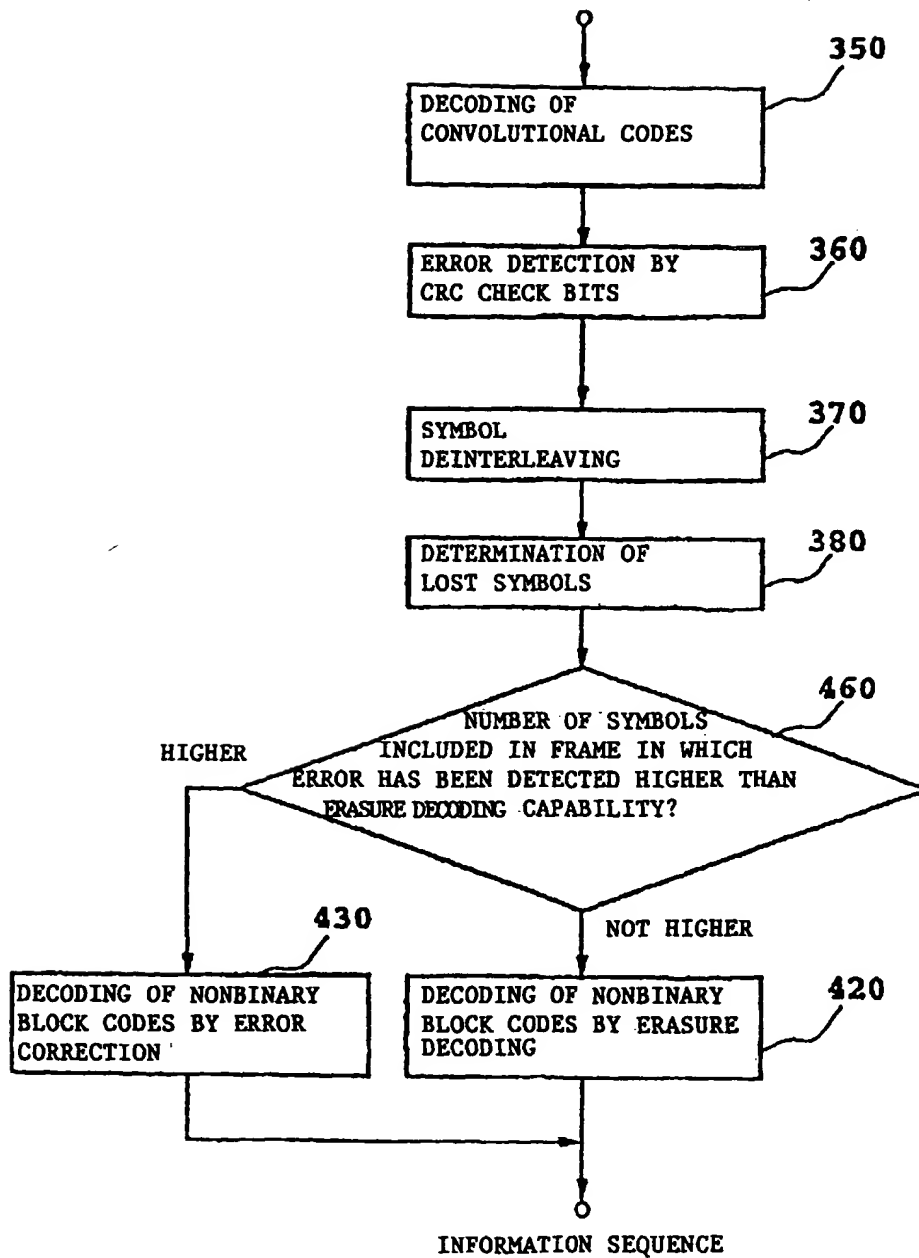 350
DECODING OF
CONVOLUTIONAL CODES
360
ERROR DETECTION BY
CRC CHECK BITS
370
SYMBOL
DEINTERLEAVING
380
DETERMINATION OF
LOST SYMBOLS
460
NUMBER OF SYMBOLS
INCLUDED IN FRAME IN WHICH
ERROR HAS BEEN DETECTED HIGHER THAN
ERASURE DECODING CAPABILITY?
HIGHER
NOT HIGHER
430
DECODING OF NONBINARY
BLOCK CODES BY ERROR
CORRECTION
420
DECODING OF NONBINARY
BLOCK CODES BY ERASURE
DECODING
INFORMATION SEQUENCE